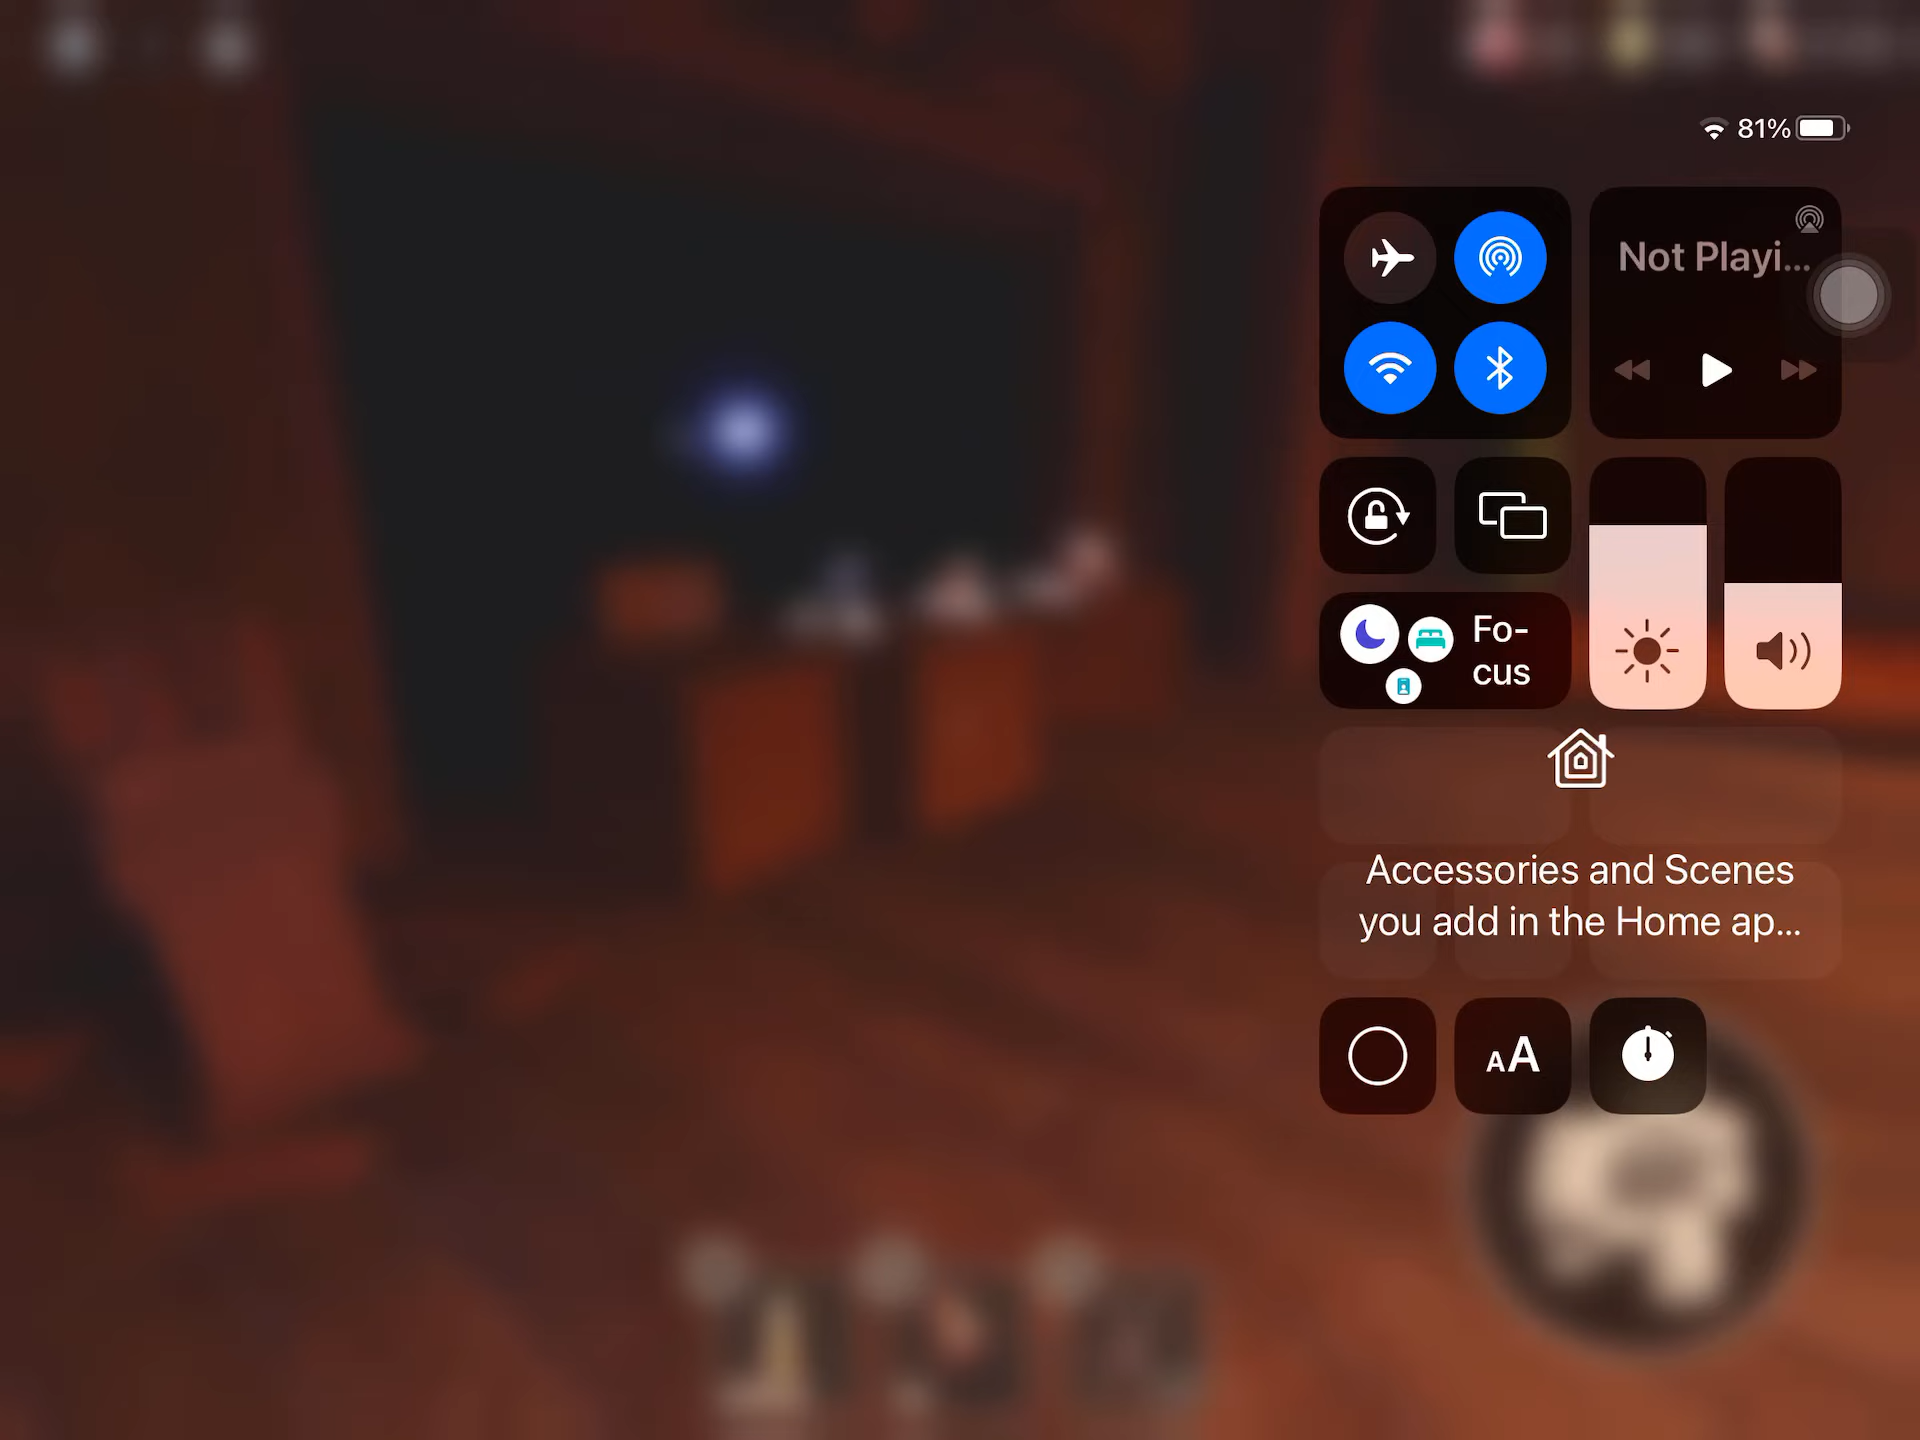 81%
Not Playi...
Fo-
cus
Accessories and Scenes
you add in the Home ap...
AA